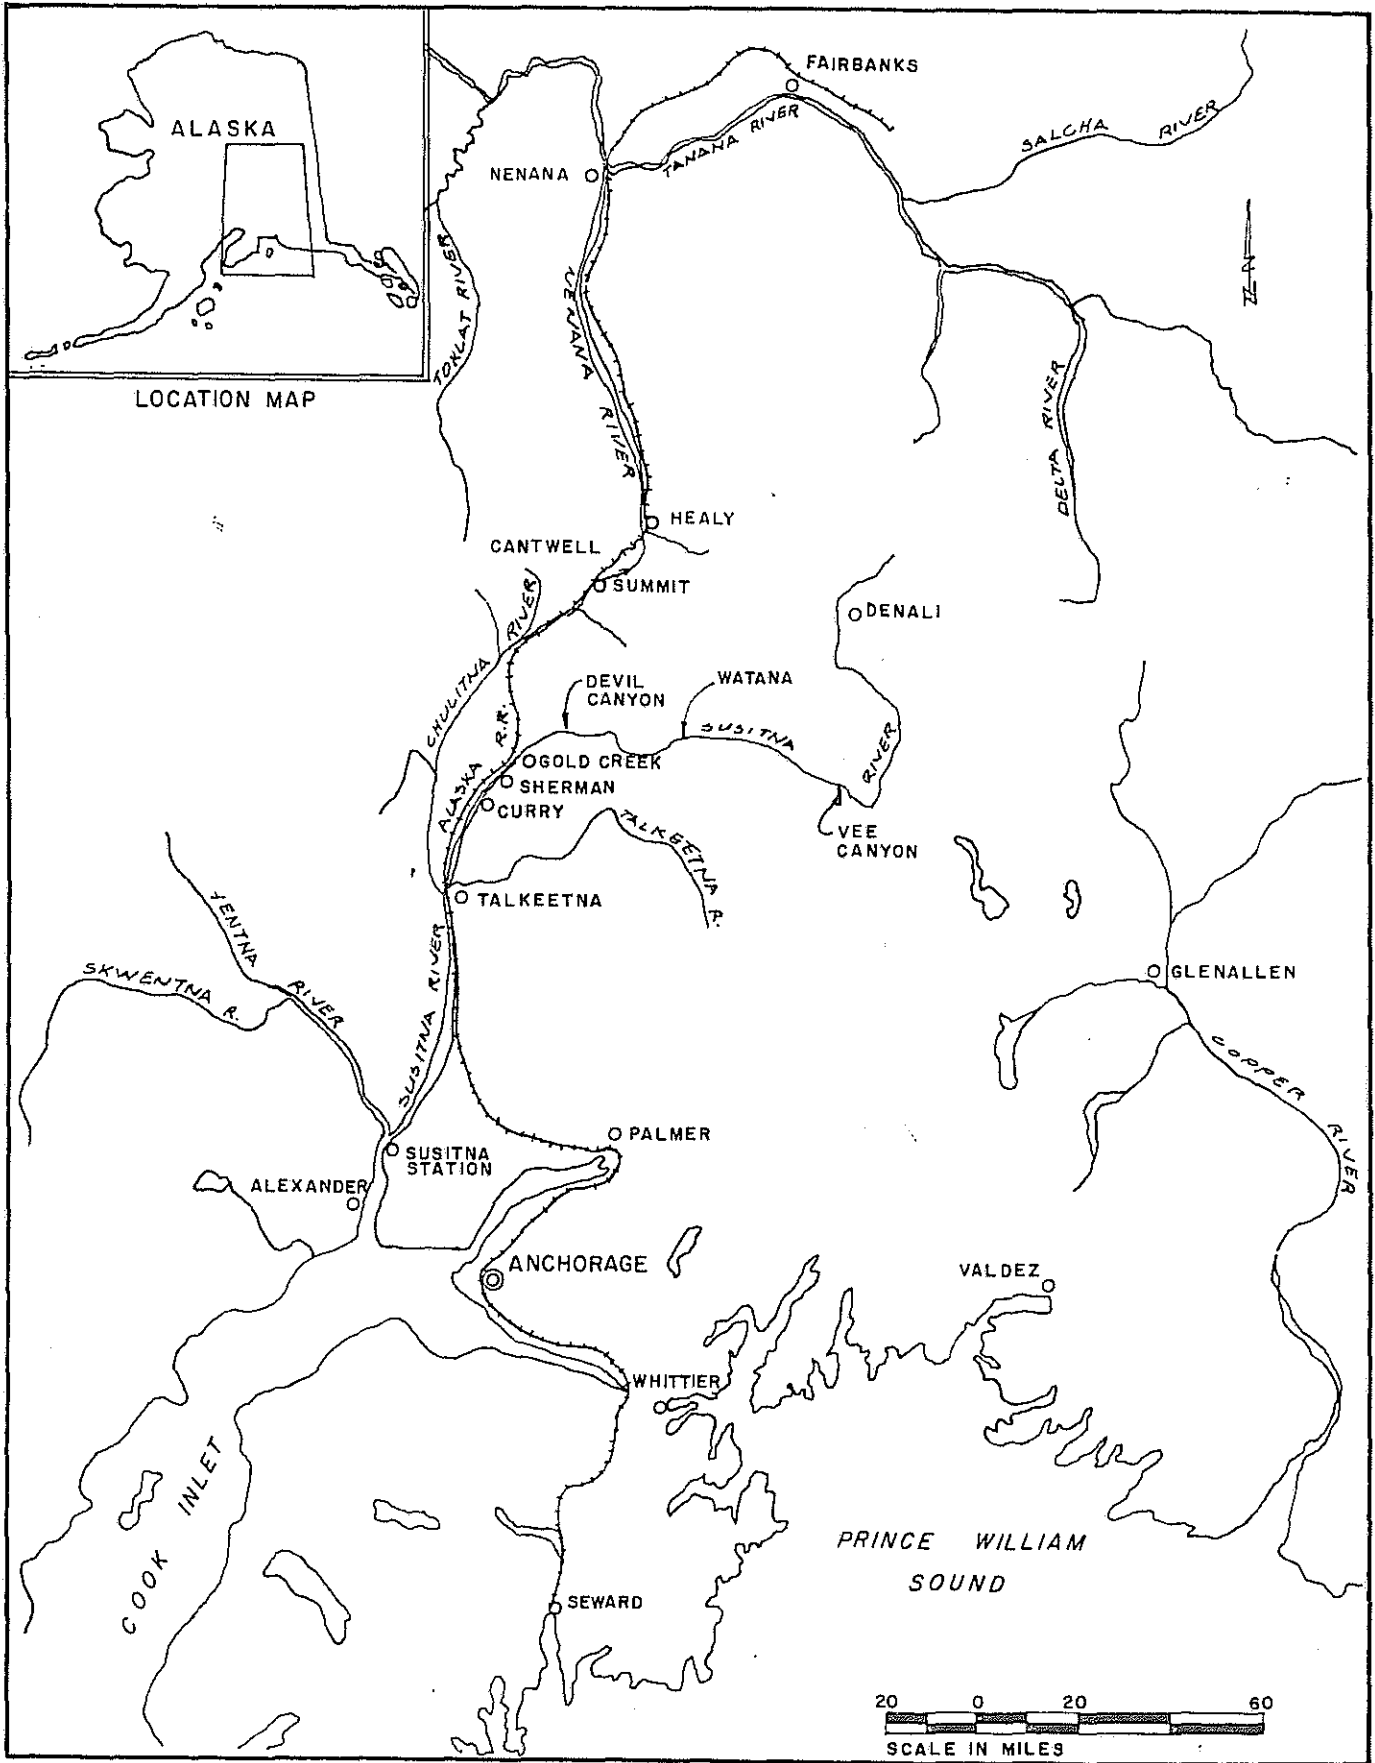 ALASKA
LOCATION MAP
FAIRBANKS
TANANA RIVER
SALCHA RIVER
NENANA
TOKLAT RIVER
NENANA RIVER
N
DELTA RIVER
HEALY
CANTWELL
SUMMIT
DENALI
CHULITNA RIVER
DEVIL
CANYON
WATANA
SUSITNA RIVER
ALASKA R.R.
GOLD CREEK
SHERMAN
CURRY
TALKEETNA R.
VEE
CANYON
TALKEETNA
YENTNA RIVER
SKWENTNA R.
SUSITNA RIVER
GLENALLEN
COPPER RIVER
PALMER
SUSITNA
STATION
ALEXANDER
ANCHORAGE
VALDEZ
WHITTIER
COOK INLET
PRINCE WILLIAM
SOUND
SEWARD
20 0 20 60
SCALE IN MILES